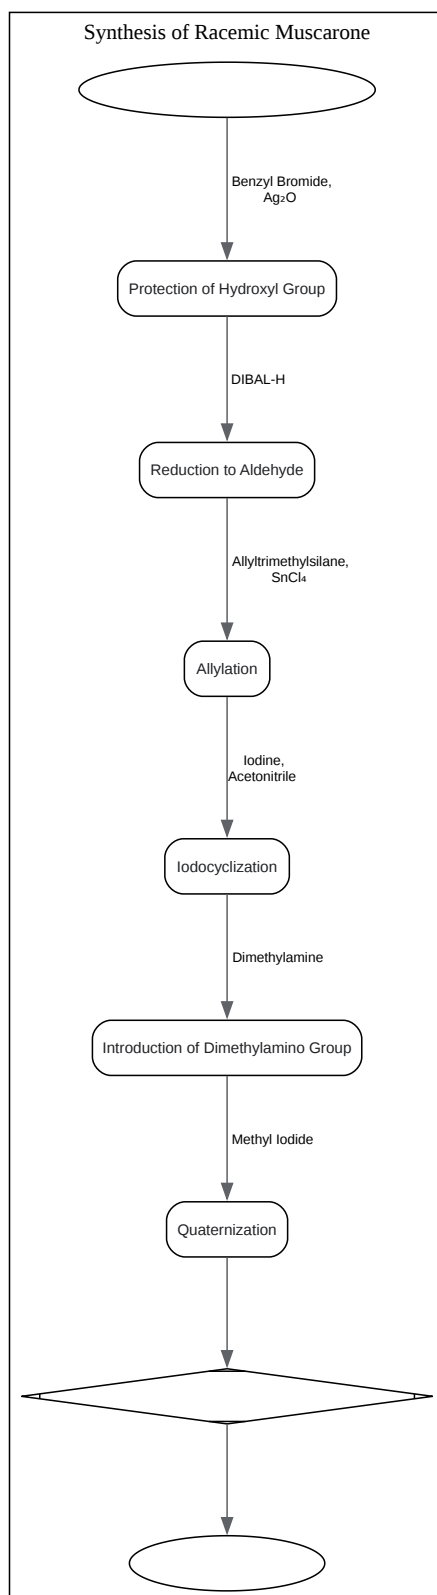 Synthesis of Racemic Muscarone
Benzyl Bromide,
Ag₂O
Protection of Hydroxyl Group
DIBAL-H
Reduction to Aldehyde
Allyltrimethylsilane,
SnCl₄
Allylation
Iodine,
Acetonitrile
Iodocyclization
Dimethylamine
Introduction of Dimethylamino Group
Methyl Iodide
Quaternization